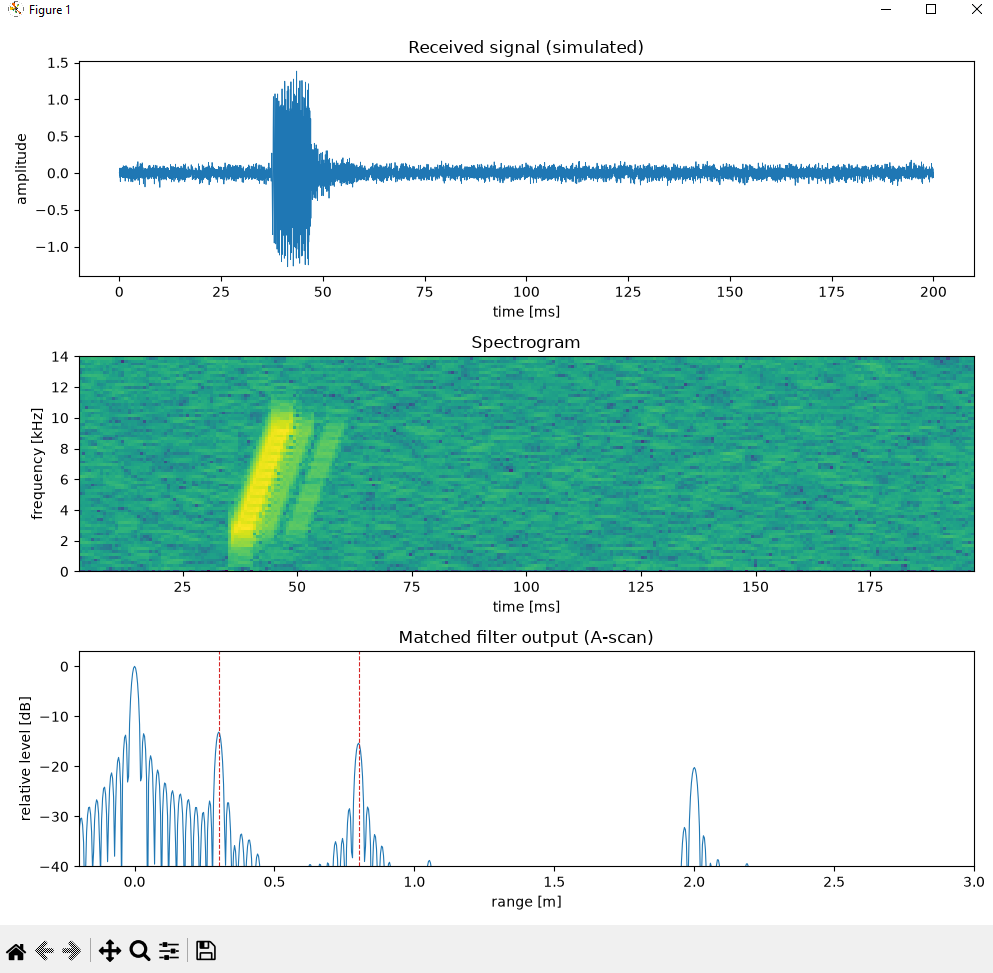 Figure 1
Received signal (simulated)
1.5
1.0
0.5
0.0
−0.5
−1.0
amplitude
0 25 50 75 100 125 150 175 200
time [ms]
Spectrogram
14
12
10
8
6
4
2
0
frequency [kHz]
25 50 75 100 125 150 175
time [ms]
Matched filter output (A-scan)
0
−10
−20
−30
−40
relative level [dB]
0.0 0.5 1.0 1.5 2.0 2.5 3.0
range [m]